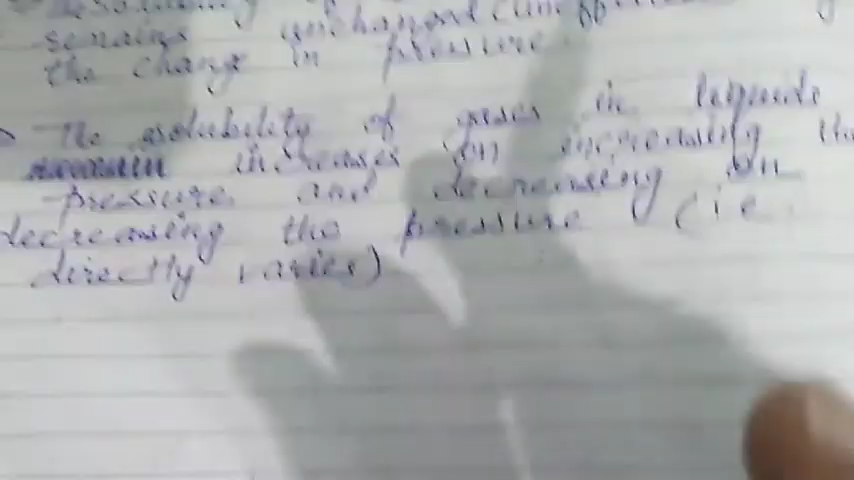 remains unchanged (unaffected)
the change in pressure.
The solubility of gases in liquids
increases on increasing the
pressure and decreasing on
decreasing the pressure (i.e.
directly varies)